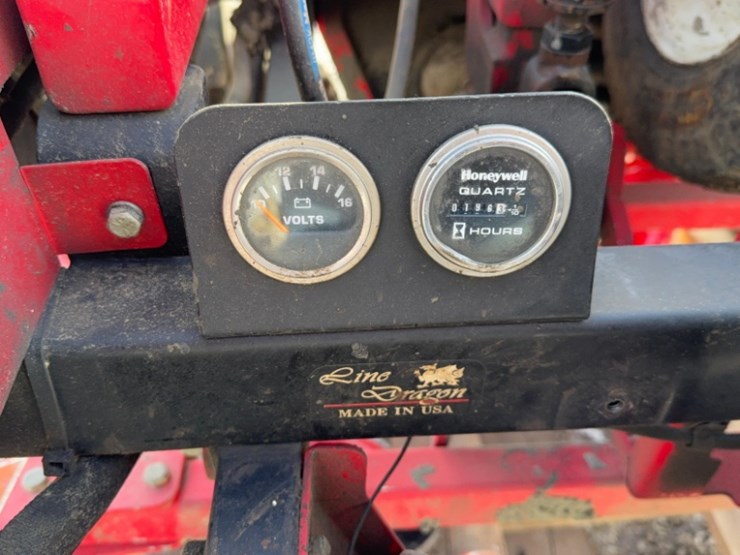 10 12 14 16
VOLTS
Honeywell
QUARTZ
HOURS
Line
Dragon
MADE IN USA